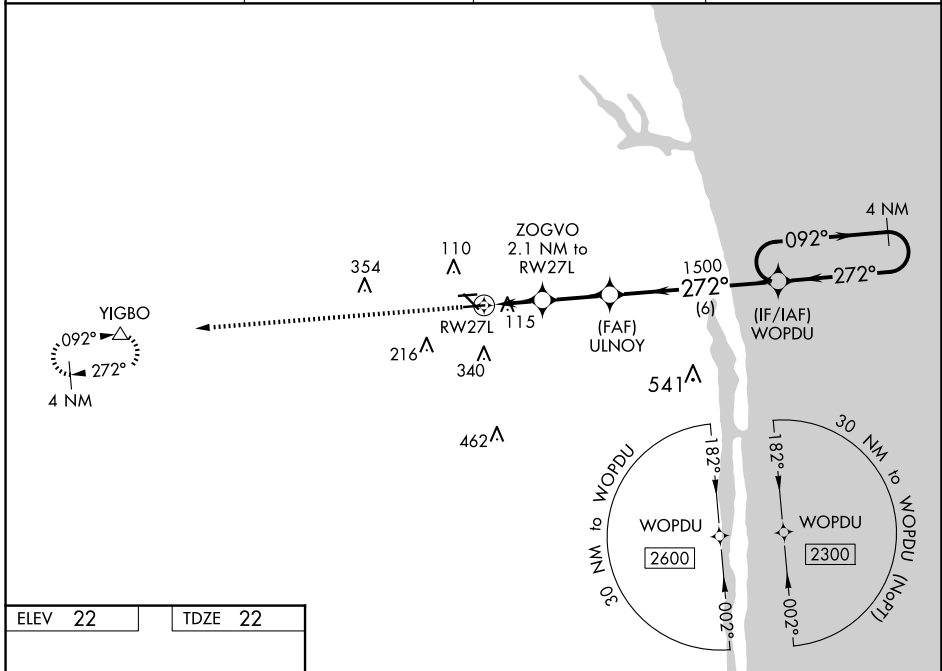 4 NM
092°
272°
(IF/IAF)
WOPDU
1500
272°
(6)
ZOGVO
2.1 NM to
RW27L
(FAF)
ULNOY
110
354
RW27L
115
216
340
YIGBO
092°
272°
4 NM
541
462
30 NM to WOPDU
182°
WOPDU
2600
002°
30 NM to WOPDU (NoPT)
182°
WOPDU
2300
002°
ELEV 22
TDZE 22